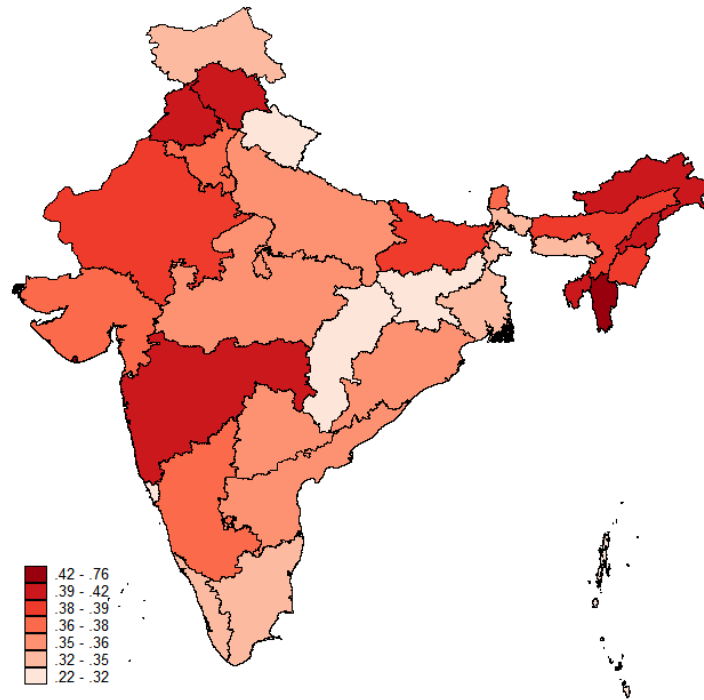 .42 - .76
.39 - .42
.38 - .39
.36 - .38
.35 - .36
.32 - .35
.22 - .32